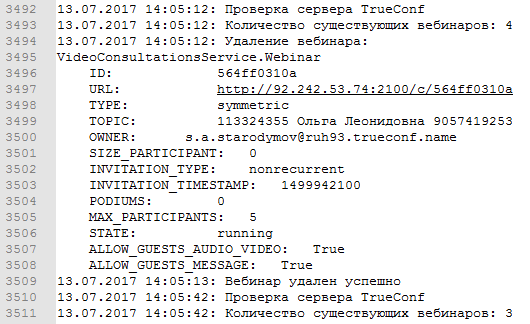 3492 13.07.2017 14:05:12: Проверка сервера TrueConf
3493 13.07.2017 14:05:12: Количество существующих вебинаров: 4
3494 13.07.2017 14:05:12: Удаление вебинара:
3495 VideoConsultationsService.Webinar
3496 ID: 564ff0310a
3497 URL: http://92.242.53.74:2100/c/564ff0310a
3498 TYPE: symmetric
3499 TOPIC: 113324355 Ольга Леонидовна 9057419253
3500 OWNER: s.a.starodymov@ruh93.trueconf.name
3501 SIZE_PARTICIPANT: 0
3502 INVITATION_TYPE: nonrecurrent
3503 INVITATION_TIMESTAMP: 1499942100
3504 PODIUMS: 0
3505 MAX_PARTICIPANTS: 5
3506 STATE: running
3507 ALLOW_GUESTS_AUDIO_VIDEO: True
3508 ALLOW_GUESTS_MESSAGE: True
3509 13.07.2017 14:05:13: Вебинар удален успешно
3510 13.07.2017 14:05:42: Проверка сервера TrueConf
3511 13.07.2017 14:05:42: Количество существующих вебинаров: 3